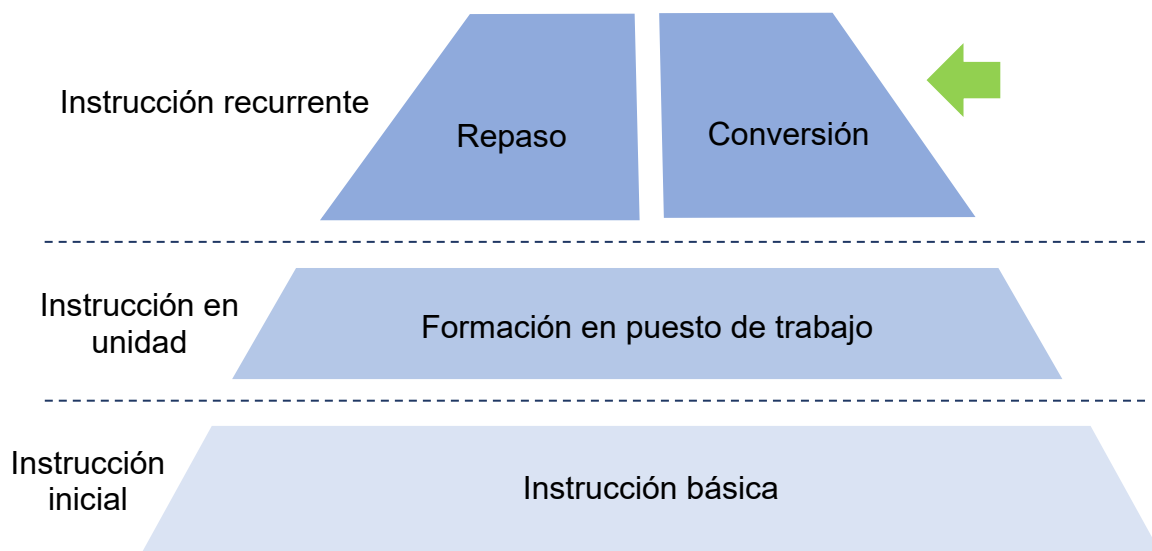 Instrucción recurrente
Repaso
Conversión
Instrucción en
unidad
Formación en puesto de trabajo
Instrucción
inicial
Instrucción básica